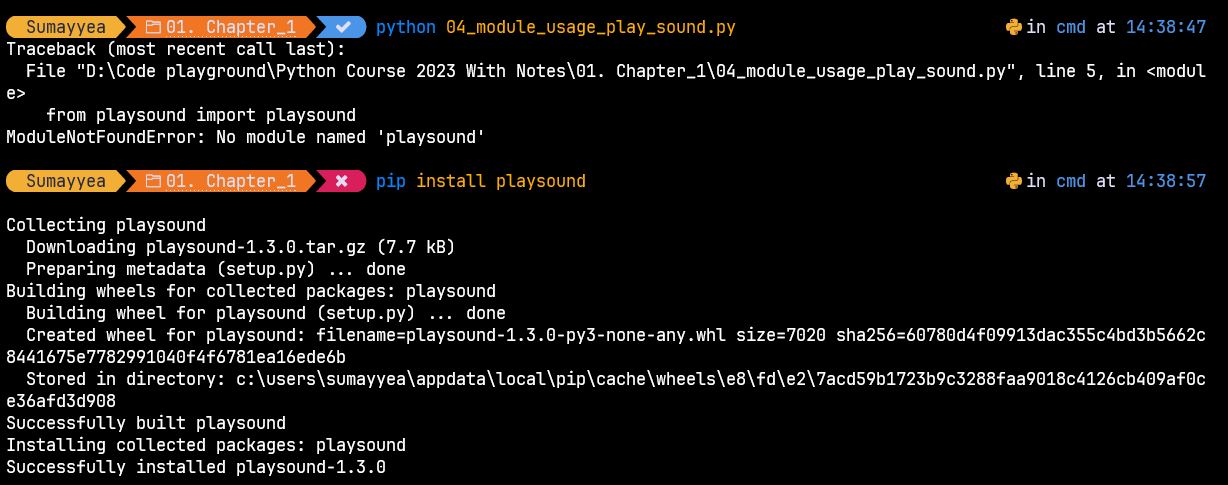 Sumayyea 01. Chapter_1 python 04_module_usage_play_sound.py in cmd at 14:38:47
Traceback (most recent call last):
  File "D:\Code playground\Python Course 2023 With Notes\01. Chapter_1\04_module_usage_play_sound.py", line 5, in <modul
e>
    from playsound import playsound
ModuleNotFoundError: No module named 'playsound'
Sumayyea 01. Chapter_1 pip install playsound in cmd at 14:38:57
Collecting playsound
  Downloading playsound-1.3.0.tar.gz (7.7 kB)
  Preparing metadata (setup.py) ... done
Building wheels for collected packages: playsound
  Building wheel for playsound (setup.py) ... done
  Created wheel for playsound: filename=playsound-1.3.0-py3-none-any.whl size=7020 sha256=60780d4f09913dac355c4bd3b5662c
8441675e7782991040f4f6781ea16ede6b
  Stored in directory: c:\users\sumayyea\appdata\local\pip\cache\wheels\e8\fd\e2\7acd59b1723b9c3288faa9018c4126cb409af0c
e36afd3d908
Successfully built playsound
Installing collected packages: playsound
Successfully installed playsound-1.3.0